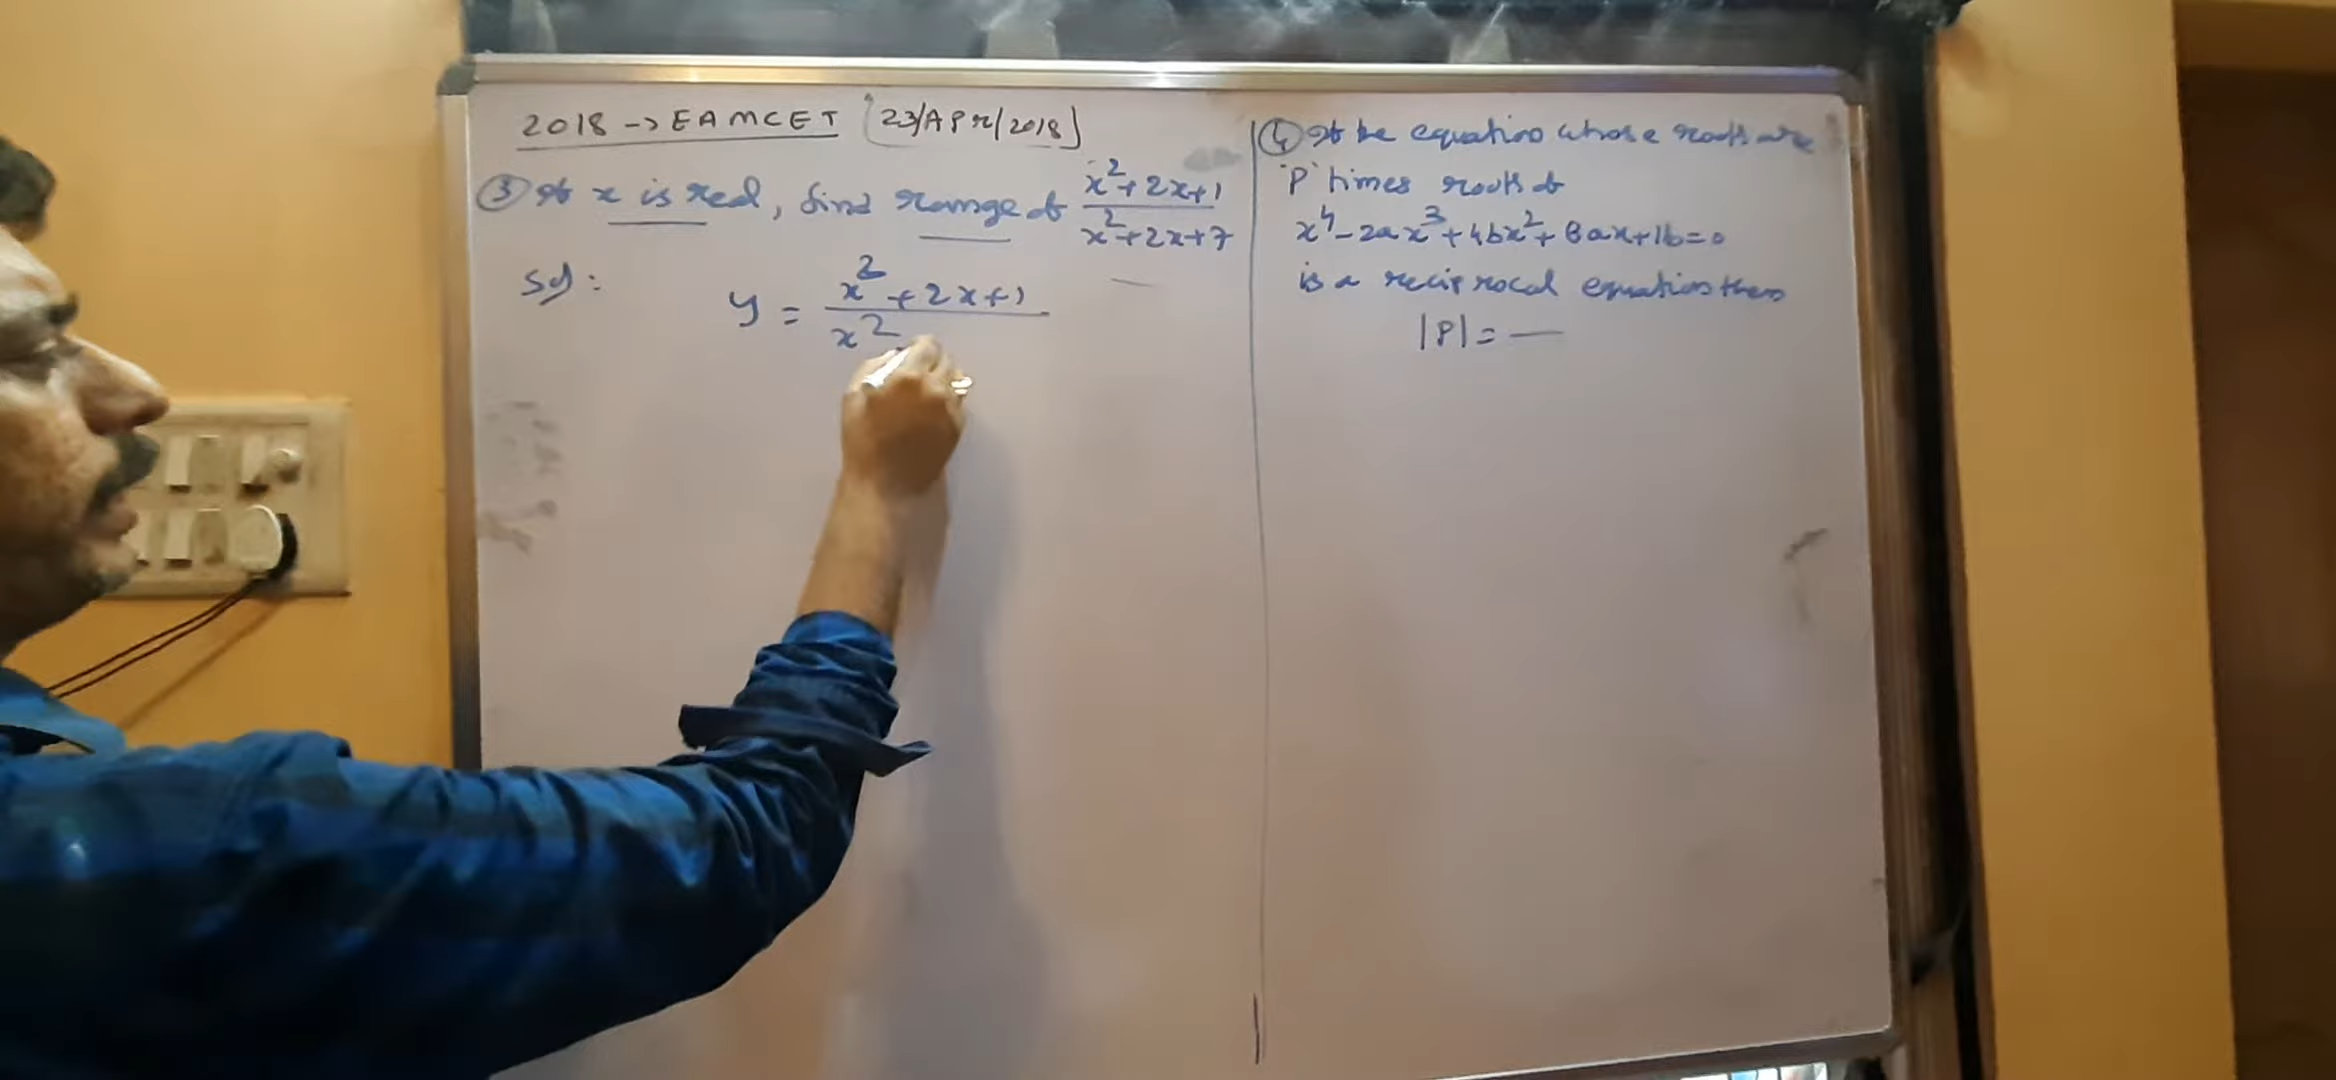 2018 -> EAMCET [23/APr/2018]
③ If x is real, find range of (x²+2x+1)/(x²+2x+7)
Sol:
y = (x²+2x+1)/(x²
④ If the equation whose roots are
'P' times roots of
x⁴-2ax³+4bx²+8ax+16=0
is a reciprocal equation then
|P|= —